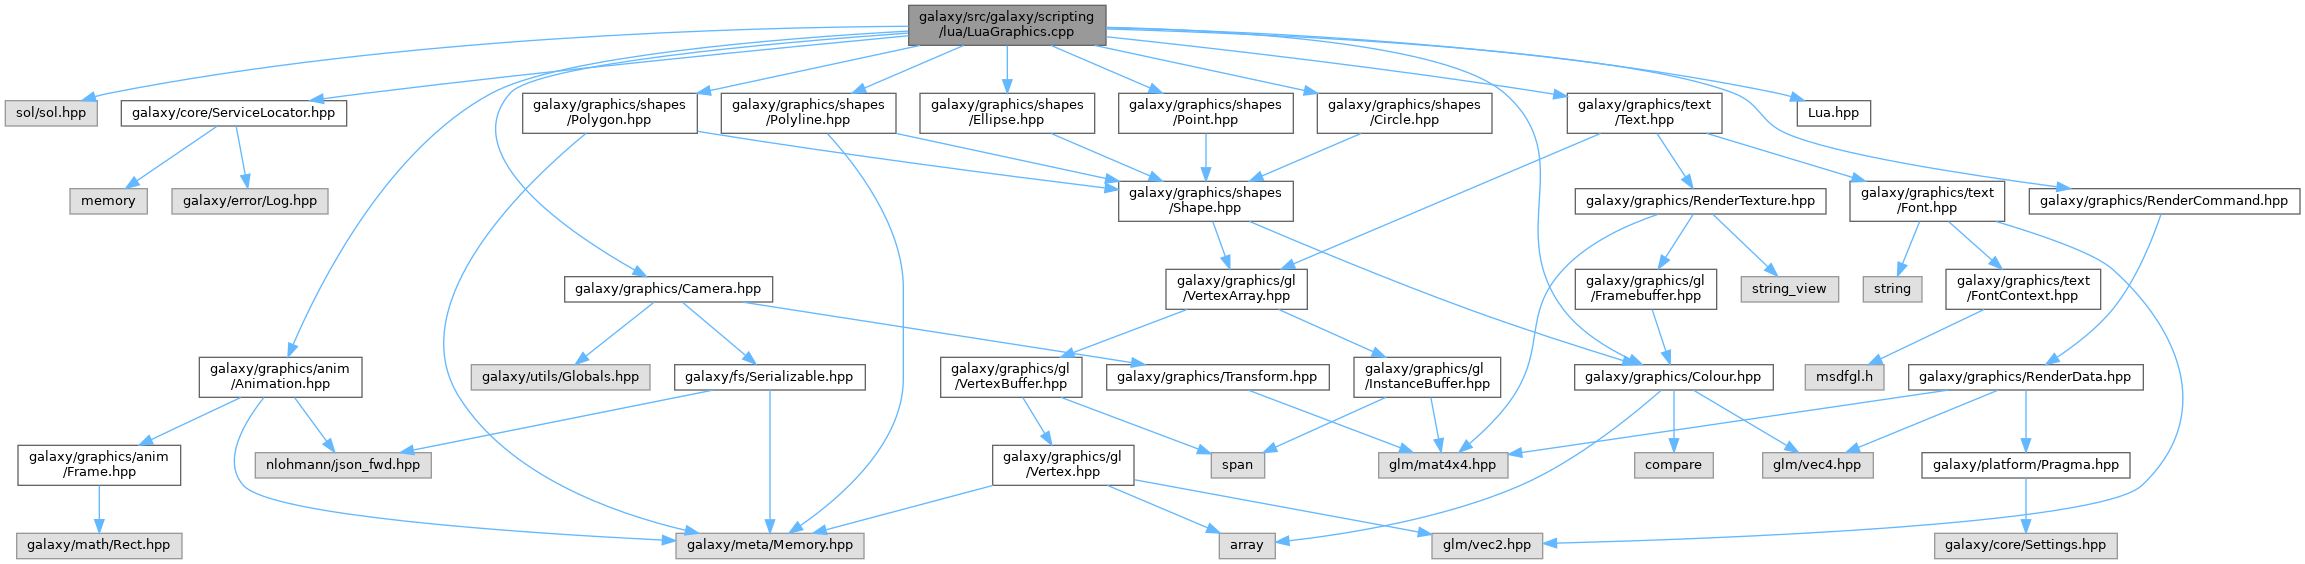 galaxy/src/galaxy/scripting
/lua/LuaGraphics.cpp
sol/sol.hpp
galaxy/core/ServiceLocator.hpp
galaxy/graphics/shapes
/Polygon.hpp
galaxy/graphics/shapes
/Polyline.hpp
galaxy/graphics/shapes
/Ellipse.hpp
galaxy/graphics/shapes
/Point.hpp
galaxy/graphics/shapes
/Circle.hpp
galaxy/graphics/text
/Text.hpp
Lua.hpp
memory
galaxy/error/Log.hpp
galaxy/graphics/shapes
/Shape.hpp
galaxy/graphics/RenderTexture.hpp
galaxy/graphics/text
/Font.hpp
galaxy/graphics/RenderCommand.hpp
galaxy/graphics/Camera.hpp
galaxy/graphics/gl
/VertexArray.hpp
galaxy/graphics/gl
/Framebuffer.hpp
string_view
string
galaxy/graphics/text
/FontContext.hpp
galaxy/graphics/anim
/Animation.hpp
galaxy/utils/Globals.hpp
galaxy/fs/Serializable.hpp
galaxy/graphics/gl
/VertexBuffer.hpp
galaxy/graphics/Transform.hpp
galaxy/graphics/gl
/InstanceBuffer.hpp
galaxy/graphics/Colour.hpp
msdfgl.h
galaxy/graphics/RenderData.hpp
galaxy/graphics/anim
/Frame.hpp
nlohmann/json_fwd.hpp
galaxy/graphics/gl
/Vertex.hpp
span
glm/mat4x4.hpp
compare
glm/vec4.hpp
galaxy/platform/Pragma.hpp
galaxy/math/Rect.hpp
galaxy/meta/Memory.hpp
array
glm/vec2.hpp
galaxy/core/Settings.hpp